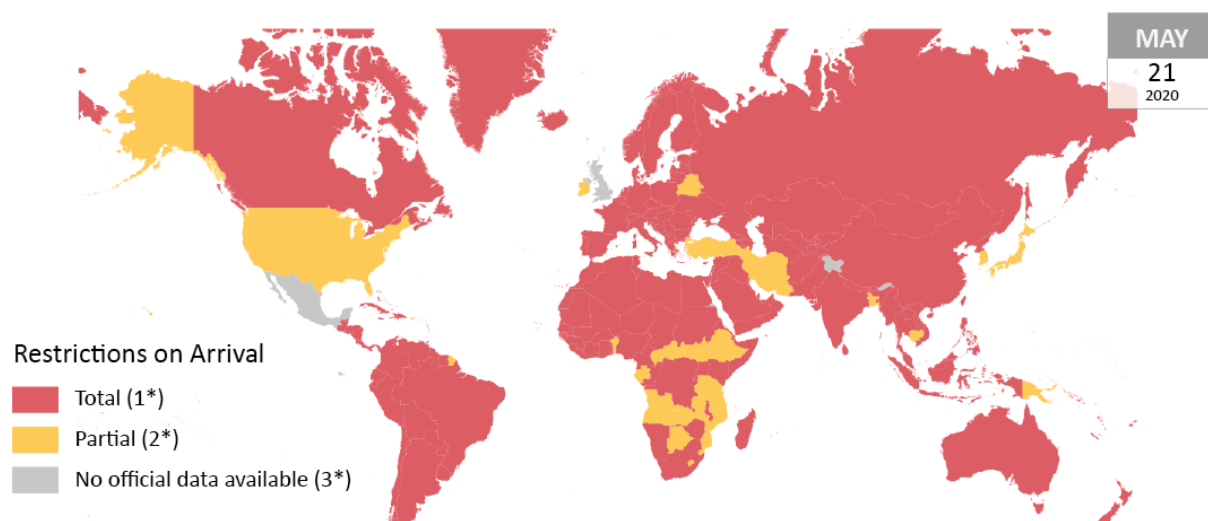 MAY
21
2020
Restrictions on Arrival
Total (1*)
Partial (2*)
No official data available (3*)